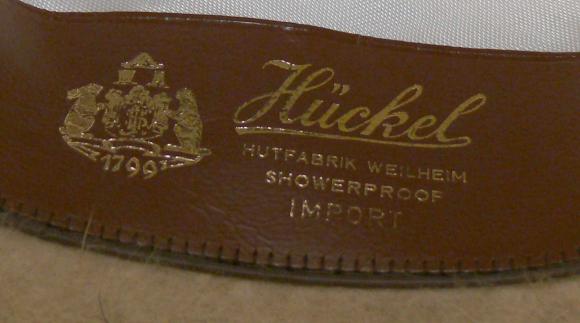 Hückel
HUTFABRIK WEILHEIM
SHOWERPROOF
IMPORT
1799